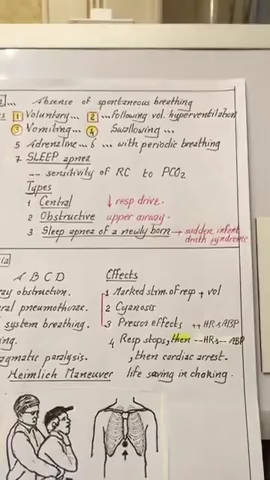 ... Absense of spontaneous breathing
1 Voluntary... 2 ...following vol. hyperventilation
3 Vomiting... 4 Swallowing...
5 Adrenaline.. 6 ... with periodic breathing
7 SLEEP apnea
-- sensitivity of RC to PCO2
Types
1 Central ↓ resp drive.
2 Obstructive upper airway.
3 Sleep apnea of a newly born → sudden infant death syndrome
A B C D Effects
obstruction. 1 Marked stim. of resp + vol
pneumothorax. 2 Cyanosis
system breathing. 3 Pressor effects ++HR&ABP
4 Resp stops, then --HR&--ABP
paralysis. , then cardiac arrest.
Heimlich Maneuver life saving in choking.